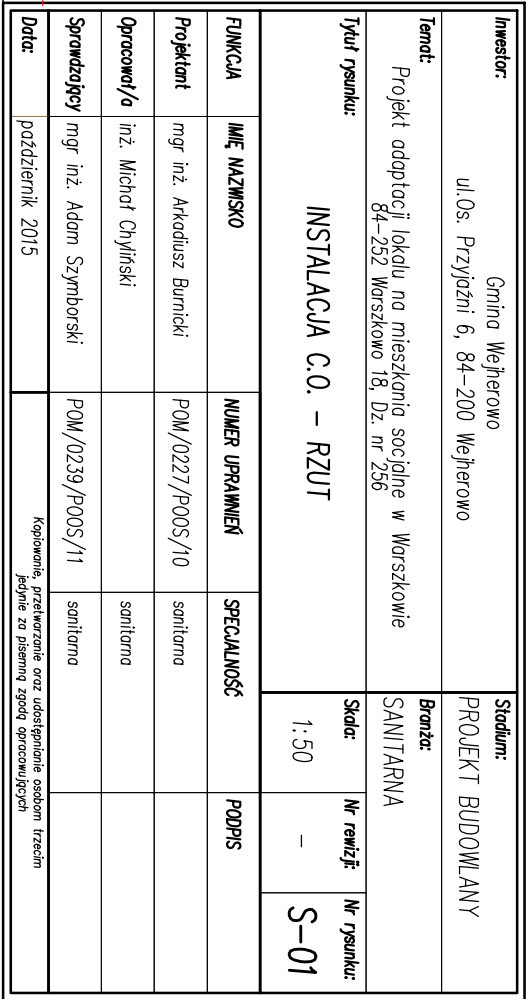 Inwestor:
Gmina Wejherowo
ul.Os. Przyjaźni 6, 84-200 Wejherowo
Stadium:
PROJEKT BUDOWLANY
Temat:
Projekt adaptacji lokalu na mieszkania socjalne w Warszkowie
84-252 Warszkowo 18, Dz. nr 256
Branża:
SANITARNA
Tytuł rysunku:
INSTALACJA C.O. - RZUT
Skala:
1:50
Nr rewizji:
-
Nr rysunku:
S-01
FUNKCJA IMIĘ NAZWISKO NUMER UPRAWNIEŃ SPECJALNOŚĆ PODPIS
Projektant mgr inż. Arkadiusz Burnicki POM/0227/POOS/10 sanitarna
Opracował/a inż. Michał Chyliński sanitarna
Sprawdzający mgr inż. Adam Szymborski POM/0239/POOS/11 sanitarna
Data: październik 2015
Kopiowanie, przetwarzanie oraz udostępnianie osobom trzecim
jedynie za pisemną zgodą opracowujących